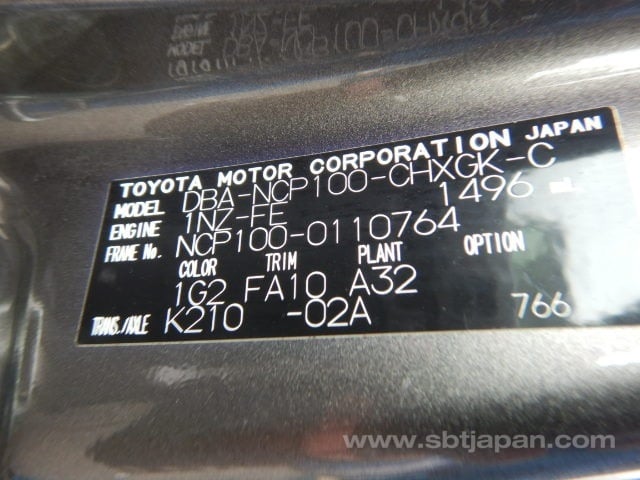 TOYOTA MOTOR CORPORATION JAPAN
MODEL DBA-NCP100-CHXGK-C
ENGINE 1NZ-FE 1496 mL
FRAME No. NCP100-0110764
COLOR TRIM PLANT OPTION
1G2 FA10 A32
TRANS./AXLE K210 -02A 766
www.sbtjapan.com